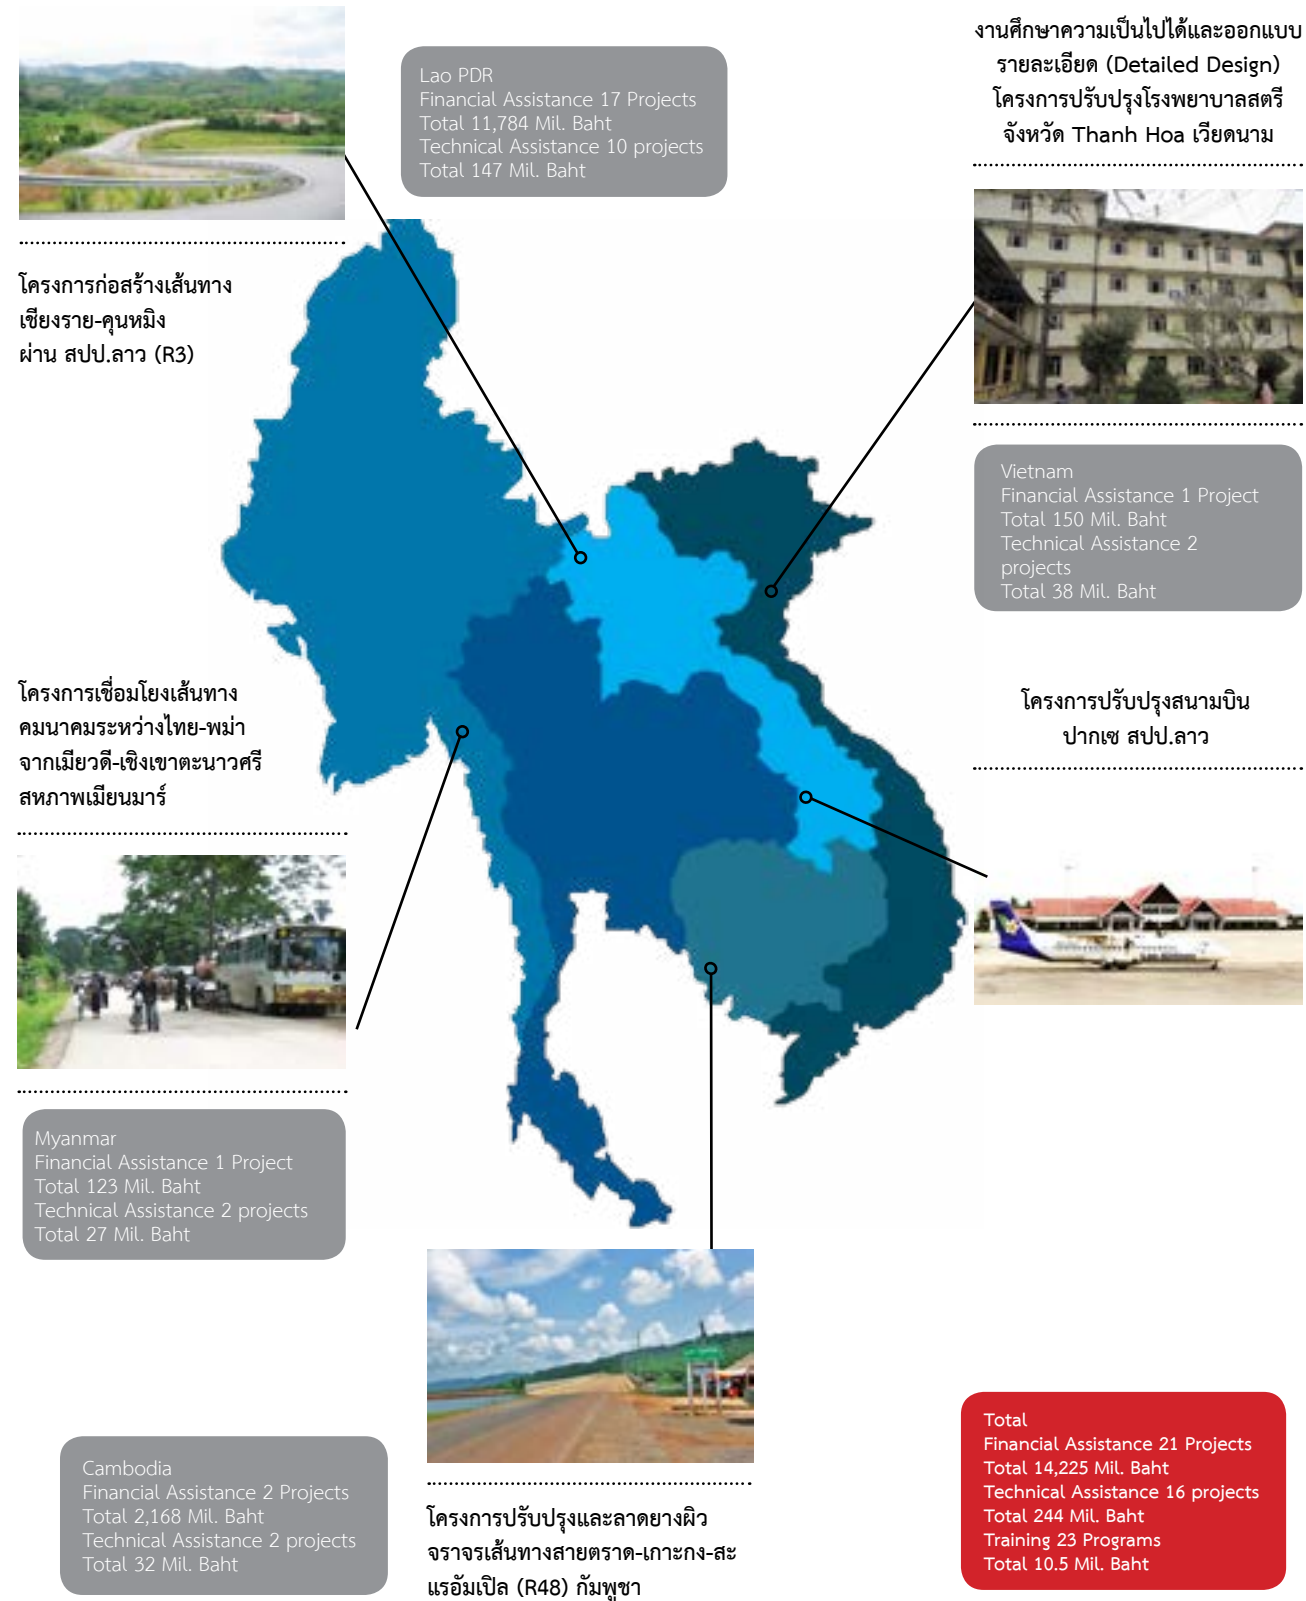 Lao PDR
Financial Assistance 17 Projects
Total 11,784 Mil. Baht
Technical Assistance 10 projects
Total 147 Mil. Baht
งานศึกษาความเป็นไปได้และออกแบบ
รายละเอียด (Detailed Design)
โครงการปรับปรุงโรงพยาบาลสตรี
จังหวัด Thanh Hoa เวียดนาม
โครงการก่อสร้างเส้นทาง
เชียงราย-คุนหมิง
ผ่าน สปป.ลาว (R3)
Vietnam
Financial Assistance 1 Project
Total 150 Mil. Baht
Technical Assistance 2
projects
Total 38 Mil. Baht
โครงการเชื่อมโยงเส้นทาง
คมนาคมระหว่างไทย-พม่า
จากเมียวดี-เชิงเขาตะนาวศรี
สหภาพเมียนมาร์
โครงการปรับปรุงสนามบิน
ปากเซ สปป.ลาว
Myanmar
Financial Assistance 1 Project
Total 123 Mil. Baht
Technical Assistance 2 projects
Total 27 Mil. Baht
Cambodia
Financial Assistance 2 Projects
Total 2,168 Mil. Baht
Technical Assistance 2 projects
Total 32 Mil. Baht
โครงการปรับปรุงและลาดยางผิว
จราจรเส้นทางสายตราด-เกาะกง-สะ
แรอัมเปิล (R48) กัมพูชา
Total
Financial Assistance 21 Projects
Total 14,225 Mil. Baht
Technical Assistance 16 projects
Total 244 Mil. Baht
Training 23 Programs
Total 10.5 Mil. Baht